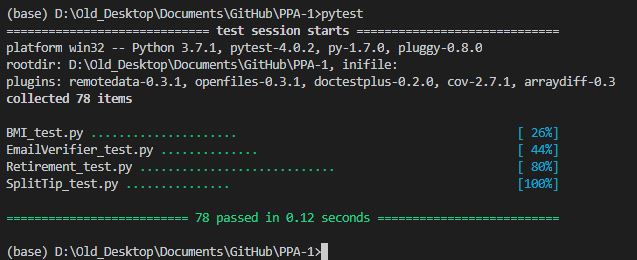 (base) D:\Old_Desktop\Documents\GitHub\PPA-1>pytest
============================= test session starts =============================
platform win32 -- Python 3.7.1, pytest-4.0.2, py-1.7.0, pluggy-0.8.0
rootdir: D:\Old_Desktop\Documents\GitHub\PPA-1, inifile:
plugins: remotedata-0.3.1, openfiles-0.3.1, doctestplus-0.2.0, cov-2.7.1, arraydiff-0.3
collected 78 items
BMI_test.py ..................... [ 26%]
EmailVerifier_test.py .............. [ 44%]
Retirement_test.py ............................ [ 80%]
SplitTip_test.py ............... [100%]
========================== 78 passed in 0.12 seconds ==========================
(base) D:\Old_Desktop\Documents\GitHub\PPA-1>